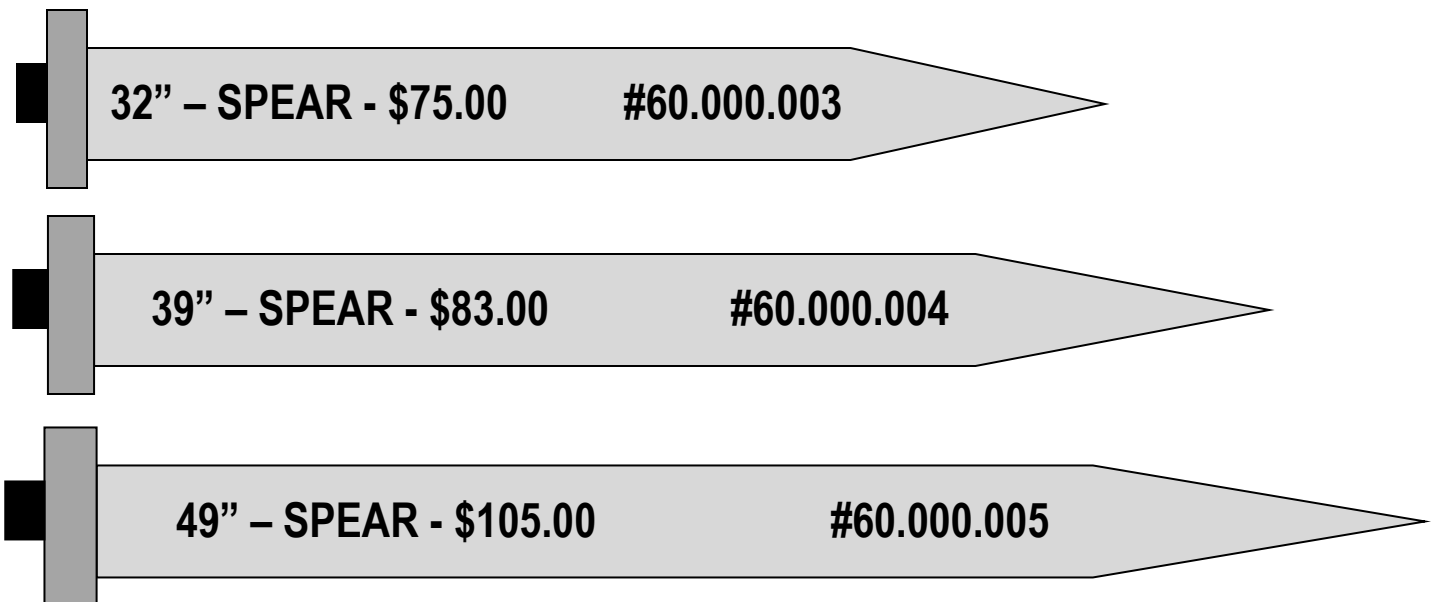 32” – SPEAR - $75.00 #60.000.003
39” – SPEAR - $83.00 #60.000.004
49” – SPEAR - $105.00 #60.000.005